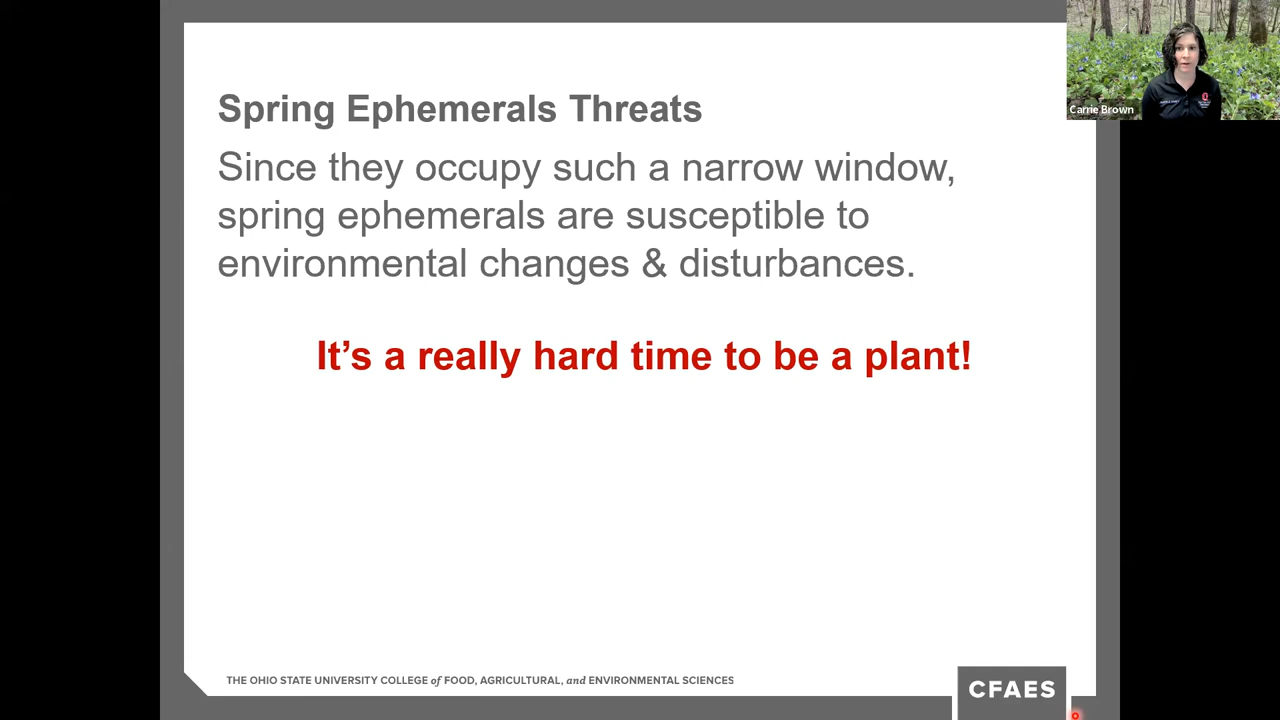 Spring Ephemerals Threats
Since they occupy such a narrow window,
spring ephemerals are susceptible to
environmental changes & disturbances.
It's a really hard time to be a plant!
THE OHIO STATE UNIVERSITY COLLEGE of FOOD, AGRICULTURAL, and ENVIRONMENTAL SCIENCES
CFAES
Carrie Brown